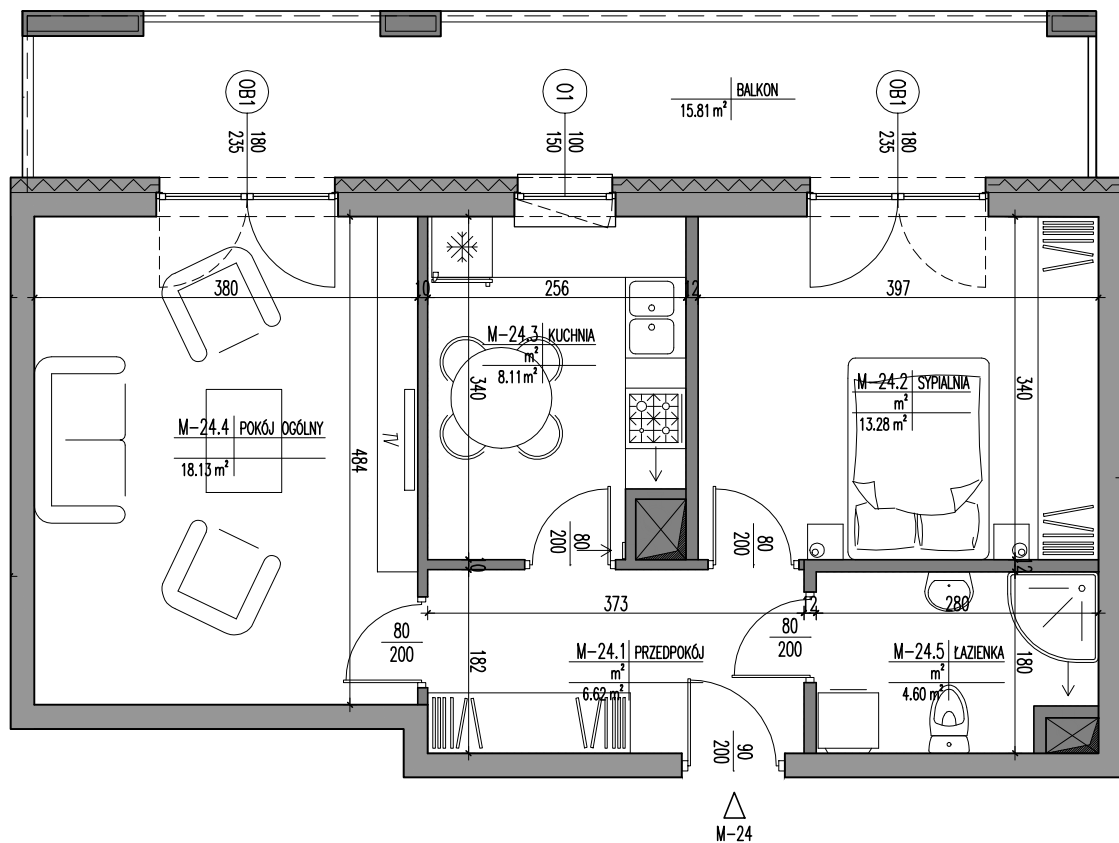 OB1
180
235
O1
100
150
BALKON
15.81 m²
OB1
180
235
380
10
256
12
397
M-24.3 KUCHNIA
m²
8.11 m²
340
M-24.2 SYPIALNIA
m²
13.28 m²
340
M-24.4 POKÓJ OGÓLNY
18.13 m²
484
TV
80
200
80
200
10
12
373
12
280
80
200
80
200
182
M-24.1 PRZEDPOKÓJ
m²
6.62 m²
M-24.5 ŁAZIENKA
m²
4.60 m²
180
90
200
M-24